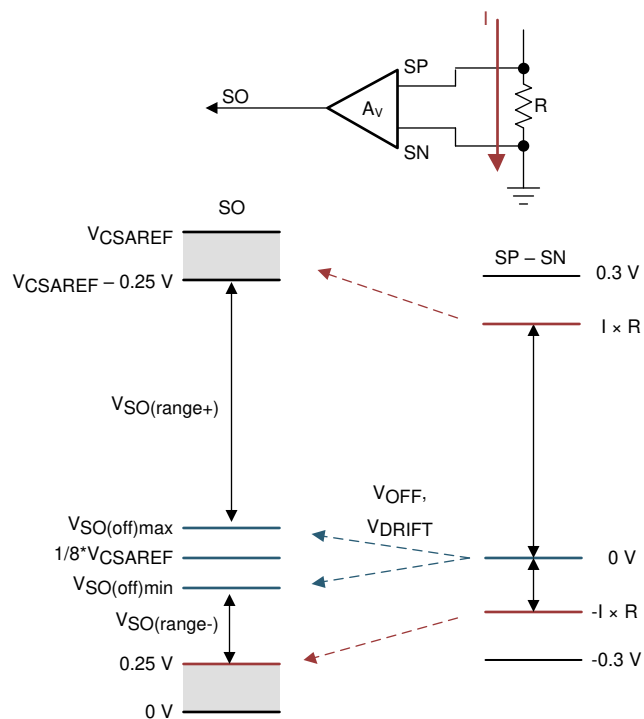 I
SP
SO
AV
R
SN
SO
VCSAREF
SP – SN
VCSAREF – 0.25 V
0.3 V
I × R
VSO(range+)
VOFF,
VSO(off)max
VDRIFT
1/8*VCSAREF
0 V
VSO(off)min
-I × R
VSO(range-)
0.25 V
-0.3 V
0 V